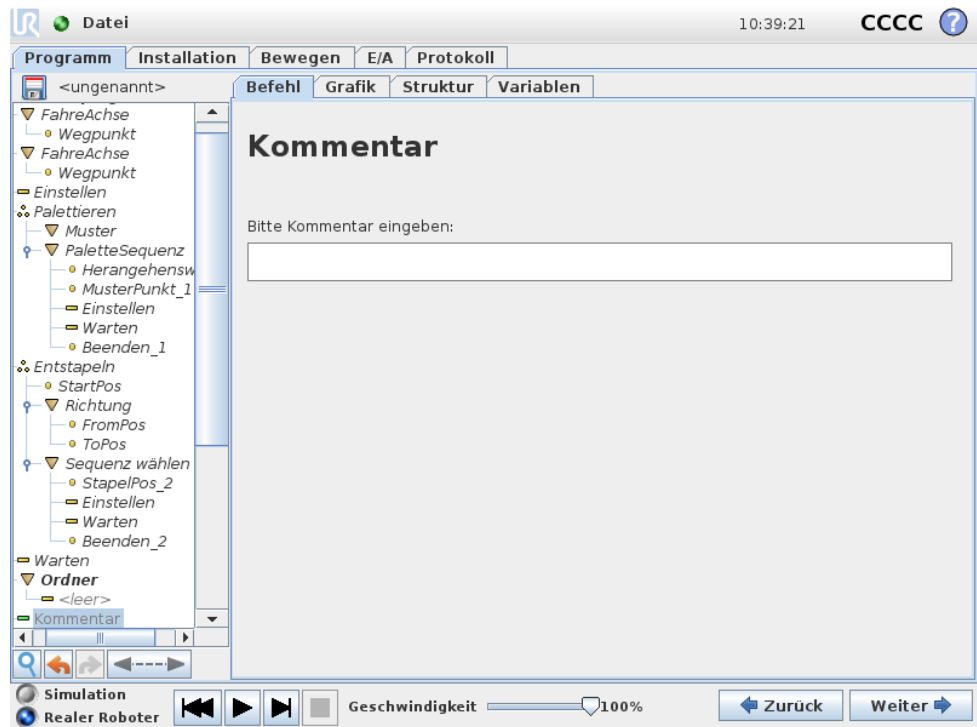 UR Datei 10:39:21 CCCC ?
Programm Installation Bewegen E/A Protokoll
<ungenannt> Befehl Grafik Struktur Variablen
FahreAchse
Wegpunkt
FahreAchse
Wegpunkt
Einstellen
Palettieren
Muster
PaletteSequenz
Herangehensw
MusterPunkt_1
Einstellen
Warten
Beenden_1
Entstapeln
StartPos
Richtung
FromPos
ToPos
Sequenz wählen
StapelPos_2
Einstellen
Warten
Beenden_2
Warten
Ordner
<leer>
Kommentar
Kommentar
Bitte Kommentar eingeben:
Simulation
Realer Roboter
Geschwindigkeit 100%
Zurück Weiter